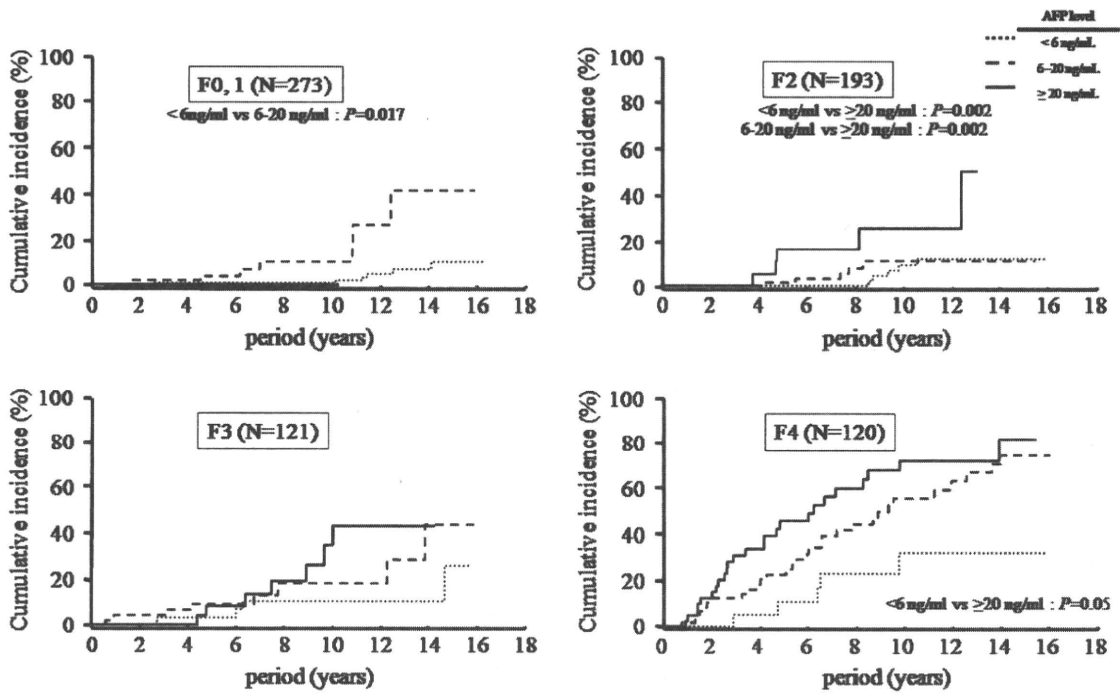 AFP level
< 6 ng/mL
6–20 ng/mL
≥ 20 ng/mL
Cumulative incidence (%)
100
80
60
40
20
0
F0, 1 (N=273)
<6ng/ml vs 6-20 ng/ml : P=0.017
0 2 4 6 8 10 12 14 16 18
period (years)
Cumulative incidence (%)
100
80
60
40
20
0
F2 (N=193)
<6ng/ml vs ≥20 ng/ml : P=0.002
6-20 ng/ml vs ≥20 ng/ml : P=0.002
0 2 4 6 8 10 12 14 16 18
period (years)
Cumulative incidence (%)
100
80
60
40
20
0
F3 (N=121)
0 2 4 6 8 10 12 14 16 18
period (years)
Cumulative incidence (%)
100
80
60
40
20
0
F4 (N=120)
<6 ng/ml vs ≥20 ng/ml : P=0.05
0 2 4 6 8 10 12 14 16 18
period (years)